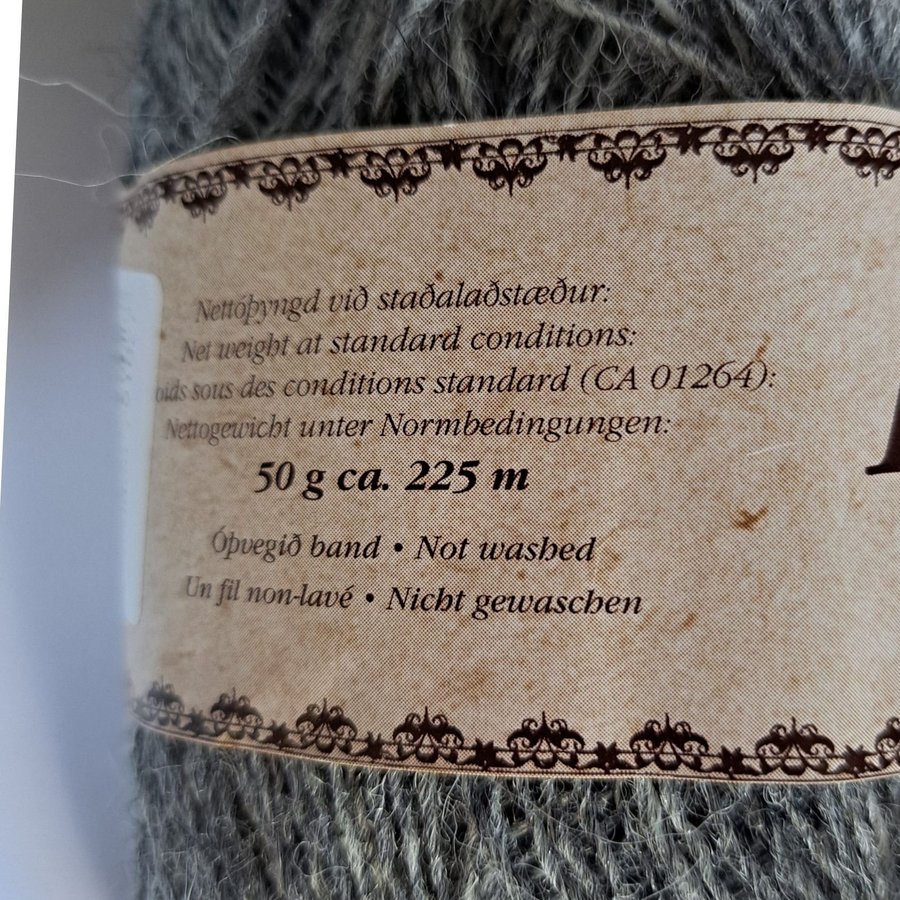 Nettóþyngd við staðalaðstæður:
Net weight at standard conditions:
oids sous des conditions standard (CA 01264):
Nettogewicht unter Normbedingungen:
50 g ca. 225 m
Óþvegið band • Not washed
Un fil non-lavé • Nicht gewaschen